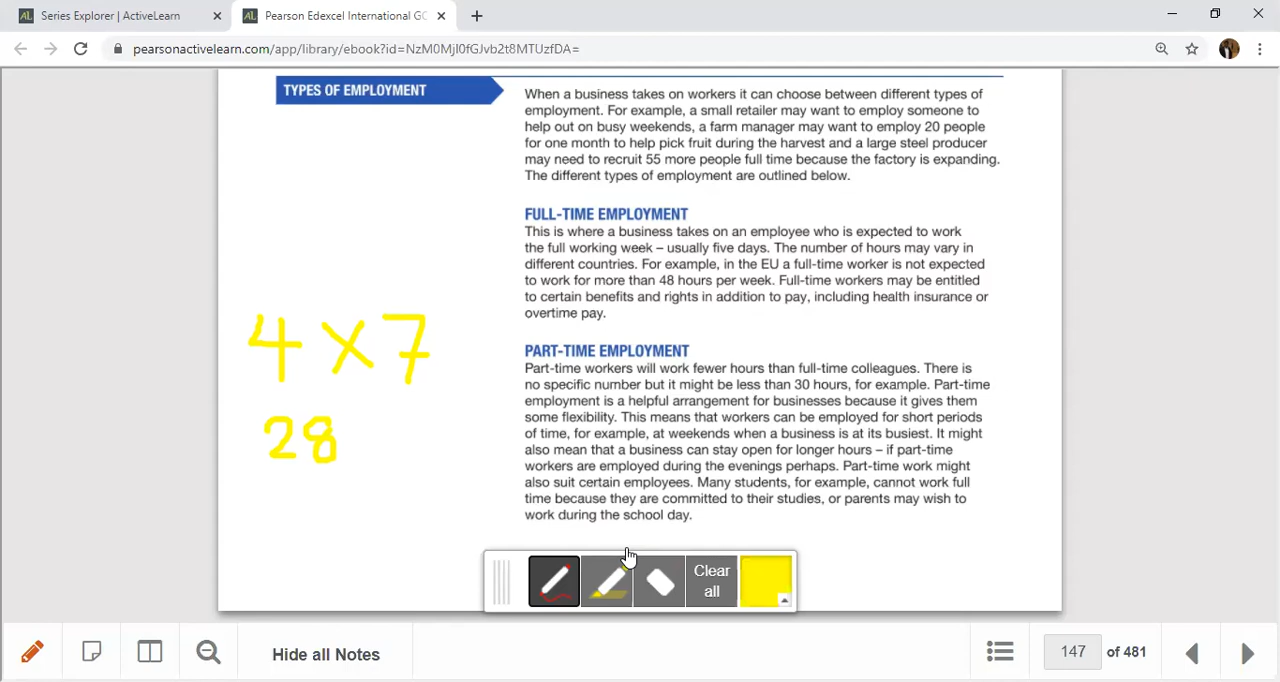 Series Explorer | ActiveLearn
Pearson Edexcel International GC
pearsonactivelearn.com/app/library/ebook?id=NzM0MjI0fGJvb2t8MTUzfDA=
TYPES OF EMPLOYMENT
When a business takes on workers it can choose between different types of
employment. For example, a small retailer may want to employ someone to
help out on busy weekends, a farm manager may want to employ 20 people
for one month to help pick fruit during the harvest and a large steel producer
may need to recruit 55 more people full time because the factory is expanding.
The different types of employment are outlined below.
FULL-TIME EMPLOYMENT
This is where a business takes on an employee who is expected to work
the full working week – usually five days. The number of hours may vary in
different countries. For example, in the EU a full-time worker is not expected
to work for more than 48 hours per week. Full-time workers may be entitled
to certain benefits and rights in addition to pay, including health insurance or
overtime pay.
4 × 7
28
PART-TIME EMPLOYMENT
Part-time workers will work fewer hours than full-time colleagues. There is
no specific number but it might be less than 30 hours, for example. Part-time
employment is a helpful arrangement for businesses because it gives them
some flexibility. This means that workers can be employed for short periods
of time, for example, at weekends when a business is at its busiest. It might
also mean that a business can stay open for longer hours – if part-time
workers are employed during the evenings perhaps. Part-time work might
also suit certain employees. Many students, for example, cannot work full
time because they are committed to their studies, or parents may wish to
work during the school day.
Clear
all
Hide all Notes
147 of 481